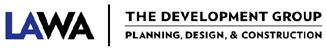 LAWA
THE DEVELOPMENT GROUP
PLANNING, DESIGN, & CONSTRUCTION